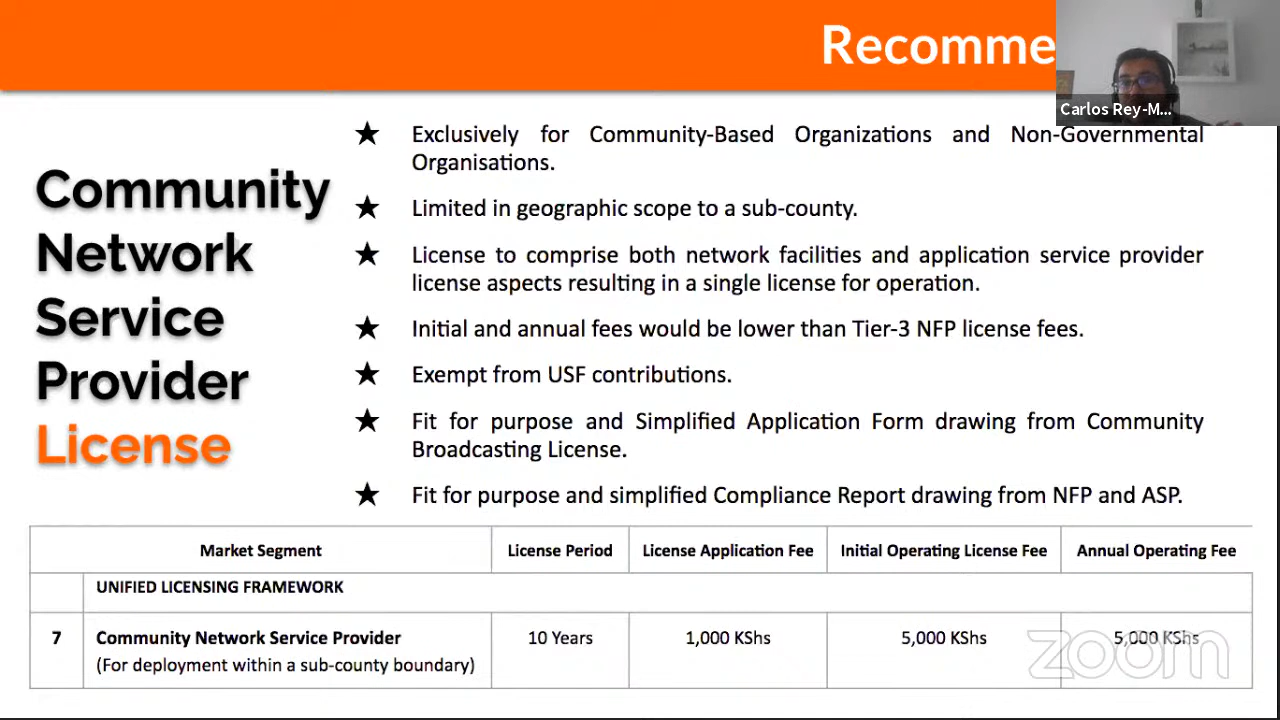 Recomme
Carlos Rey-M...
Community
Network
Service
Provider
License
★ Exclusively for Community-Based Organizations and Non-Governmental
Organisations.
★ Limited in geographic scope to a sub-county.
★ License to comprise both network facilities and application service provider
license aspects resulting in a single license for operation.
★ Initial and annual fees would be lower than Tier-3 NFP license fees.
★ Exempt from USF contributions.
★ Fit for purpose and Simplified Application Form drawing from Community
Broadcasting License.
★ Fit for purpose and simplified Compliance Report drawing from NFP and ASP.
Market Segment License Period License Application Fee Initial Operating License Fee Annual Operating Fee
UNIFIED LICENSING FRAMEWORK
7 Community Network Service Provider 10 Years 1,000 KShs 5,000 KShs 5,000 KShs
(For deployment within a sub-county boundary)
zoom